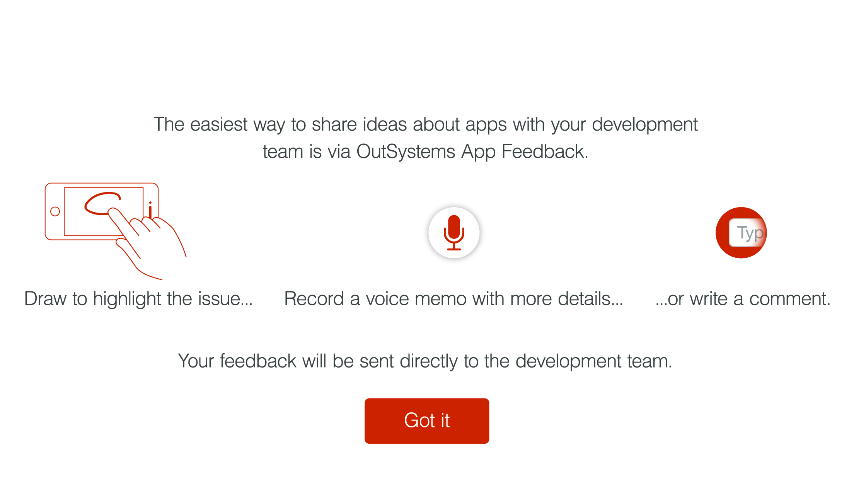 The easiest way to share ideas about apps with your development
team is via OutSystems App Feedback.
Typ
Draw to highlight the issue...
Record a voice memo with more details...
...or write a comment.
Your feedback will be sent directly to the development team.
Got it